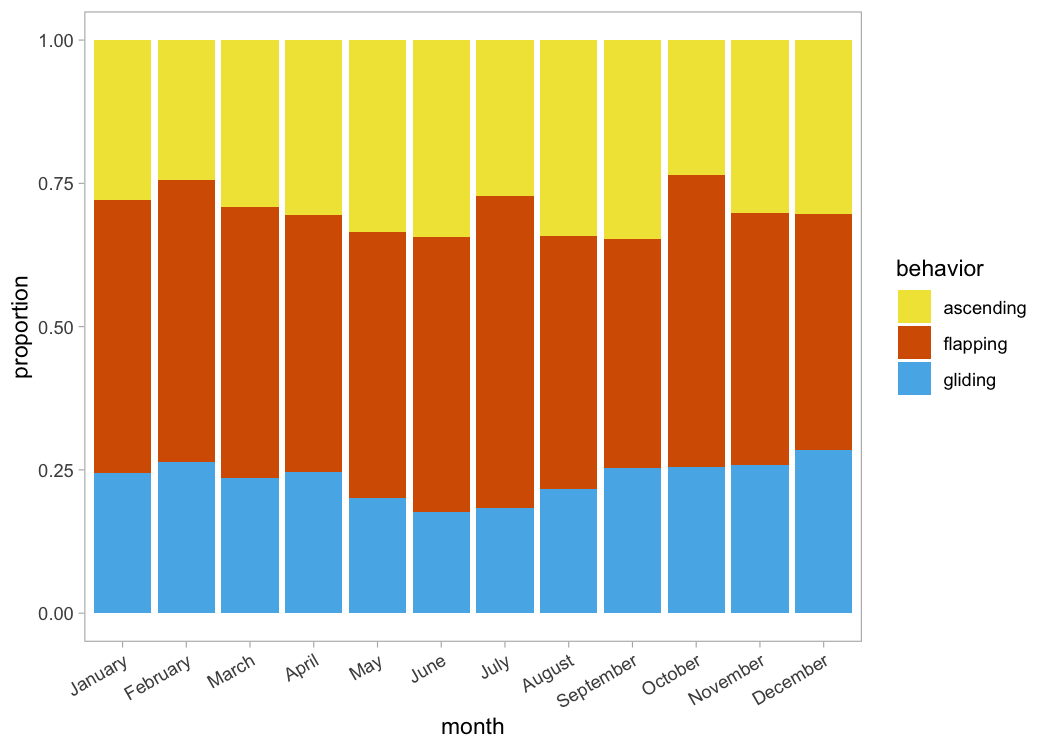 1.00
0.75
0.50
0.25
0.00
proportion
January
February
March
April
May
June
July
August
September
October
November
December
month
behavior
ascending
flapping
gliding